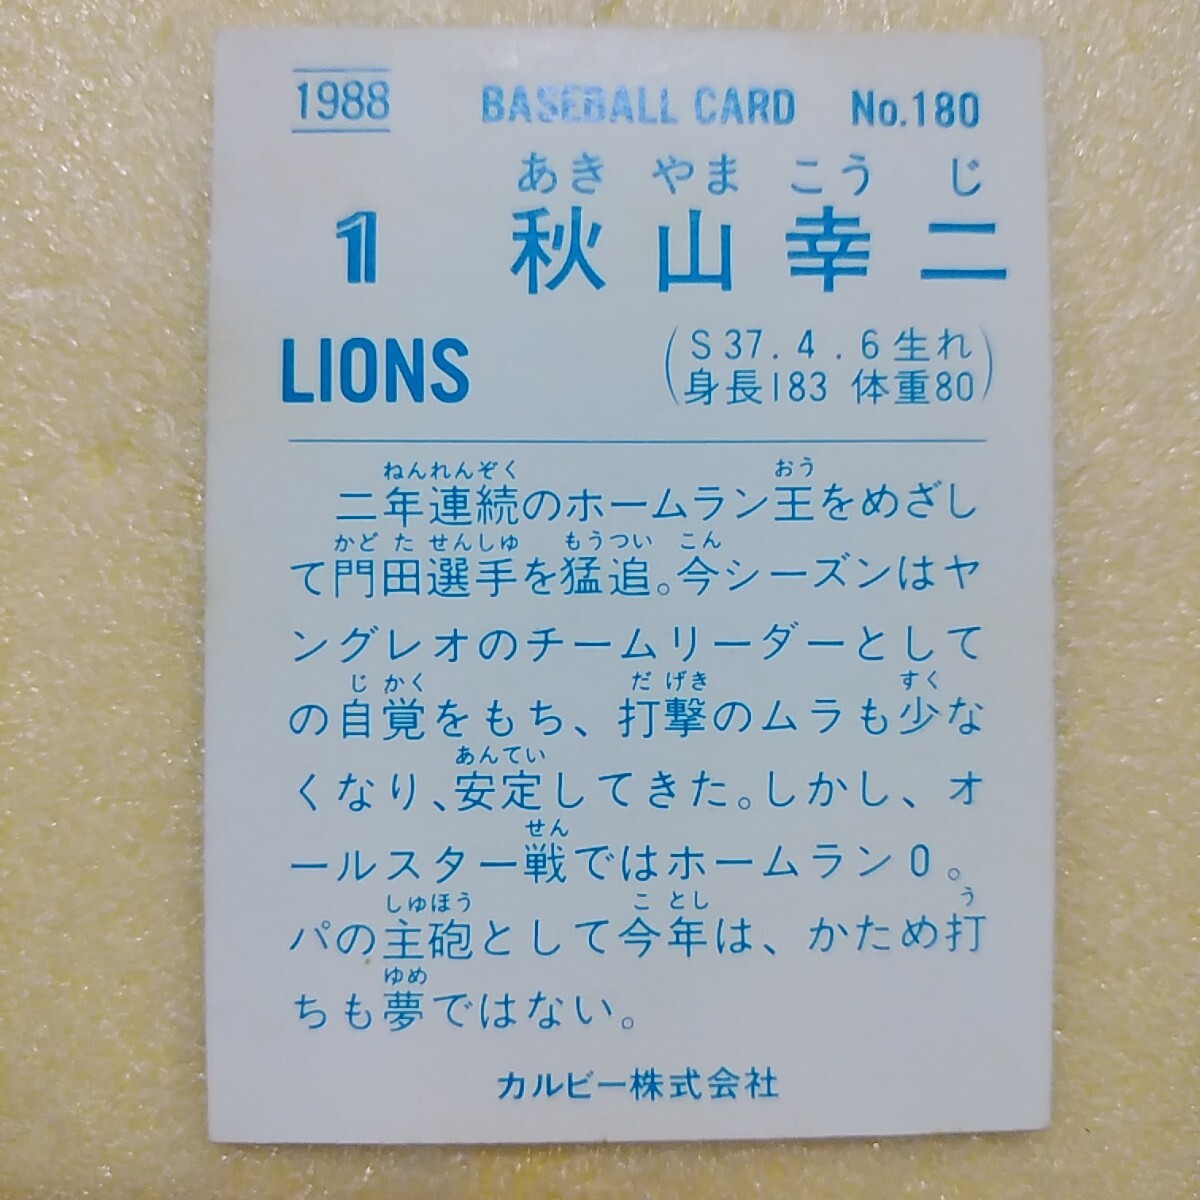 1988 BASEBALL CARD No.180
あき やま こう じ
1 秋山幸二
LIONS
(S37.4.6生れ
身長183 体重80)
ねんれんぞく おう
二年連続のホームラン王をめざし
かど た せんしゅ もうつい こん
て門田選手を猛追。今シーズンはヤ
ングレオのチームリーダーとして
じ かく だ げき すく
の自覚をもち、打撃のムラも少な
あんてい
くなり、安定してきた。しかし、オ
せん
ールスター戦ではホームラン0。
しゅほう こ とし う
パの主砲として今年は、かため打
ゆめ
ちも夢ではない。
カルビー株式会社